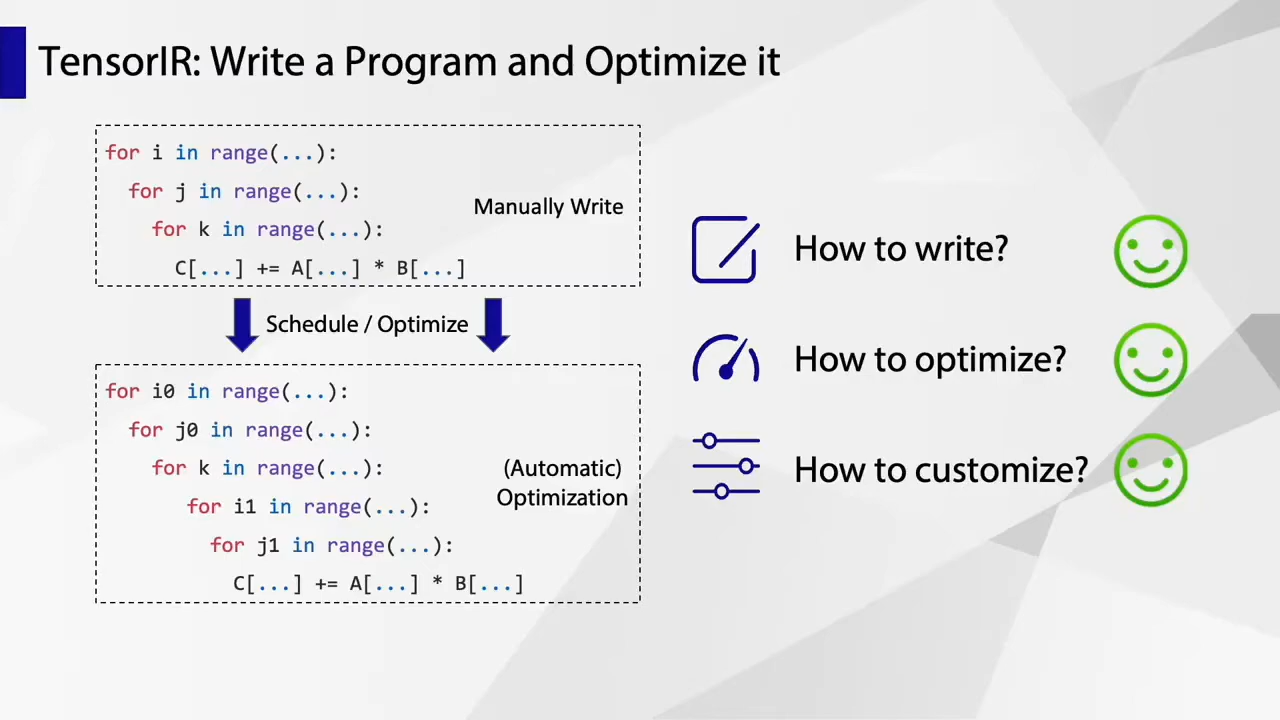 TensorIR: Write a Program and Optimize it
for i in range(...):
for j in range(...):
for k in range(...):
C[...] += A[...] * B[...]
Manually Write
Schedule / Optimize
for i0 in range(...):
for j0 in range(...):
for k in range(...):
for i1 in range(...):
for j1 in range(...):
C[...] += A[...] * B[...]
(Automatic)
Optimization
How to write?
How to optimize?
How to customize?